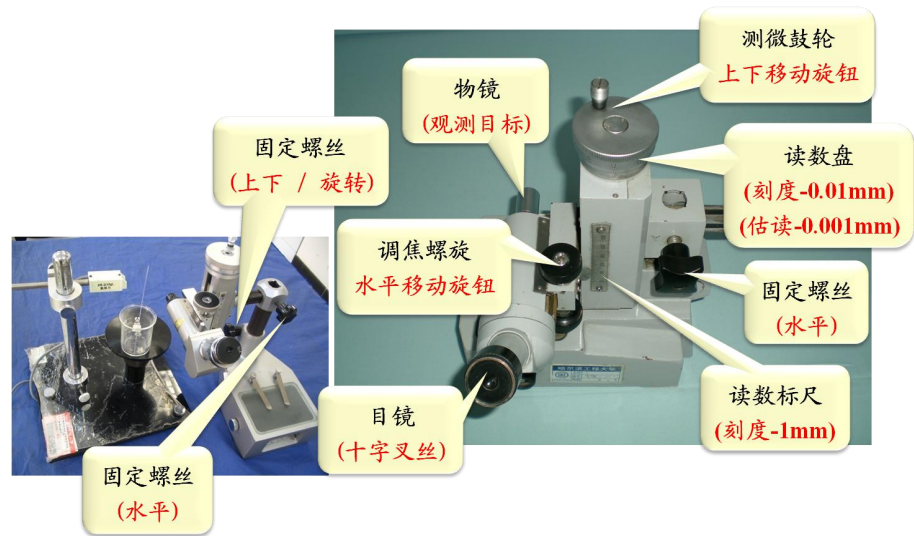 测微鼓轮
上下移动旋钮
物镜
(观测目标)
固定螺丝
(上下 / 旋转)
读数盘
(刻度-0.01mm)
(估读-0.001mm)
调焦螺旋
水平移动旋钮
固定螺丝
(水平)
目镜
(十字叉丝)
读数标尺
(刻度-1mm)
固定螺丝
(水平)